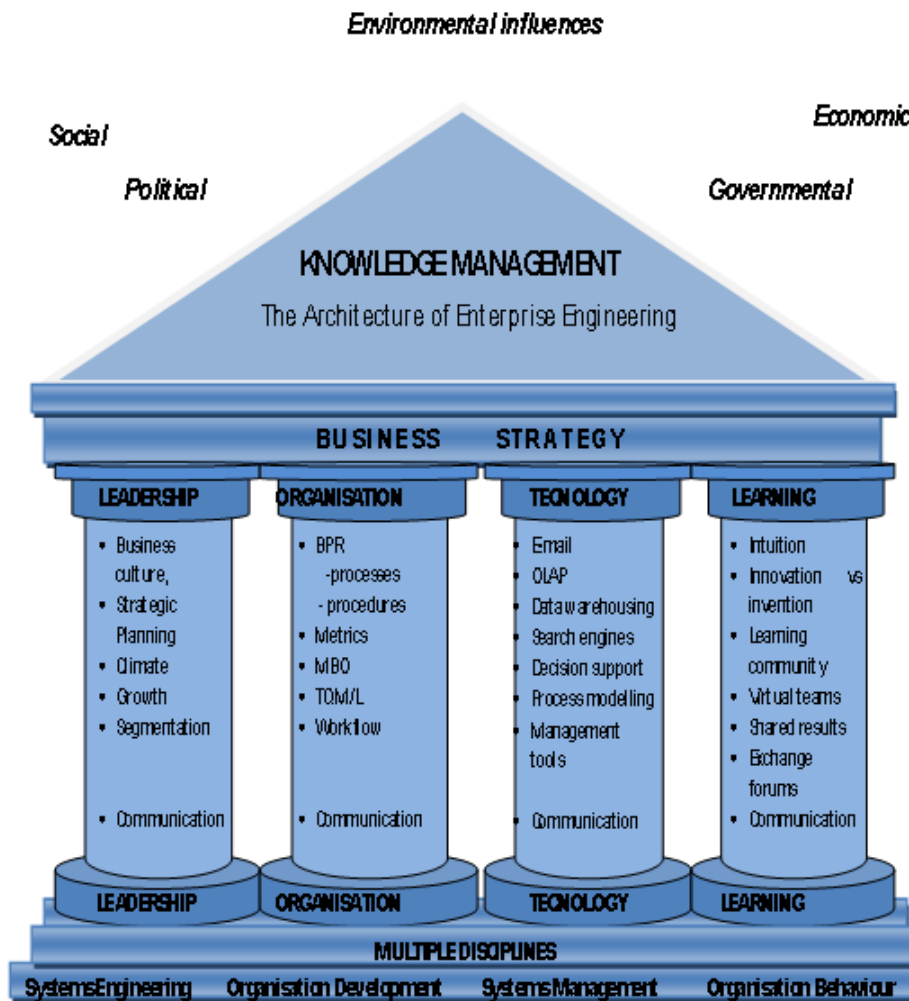 Environmental influences
Economic
Social
Political
Governmental
KNOWLEDGE MANAGEMENT
The Architecture of Enterprise Engineering
BUSINESS STRATEGY
LEADERSHIP
• Business
culture,
• Strategic
Planning
• Climate
• Growth
• Segmentation
• Communication
LEADERSHIP
ORGANISATION
• BPR
-processes
- procedures
• Metrics
• MBO
• TQM/L
• Workflow
• Communication
ORGANISATION
TECNOLOGY
• Email
• OLAP
• Data warehousing
• Search engines
• Decision support
• Process modelling
• Management
tools
• Communication
TECNOLOGY
LEARNING
• Intuition
• Innovation vs
invention
• Learning
community
• Virtual teams
• Shared results
• Exchange
forums
• Communication
LEARNING
MULTIPLE DISCIPLINES
Systems Engineering Organisation Development Systems Management Organisation Behaviour